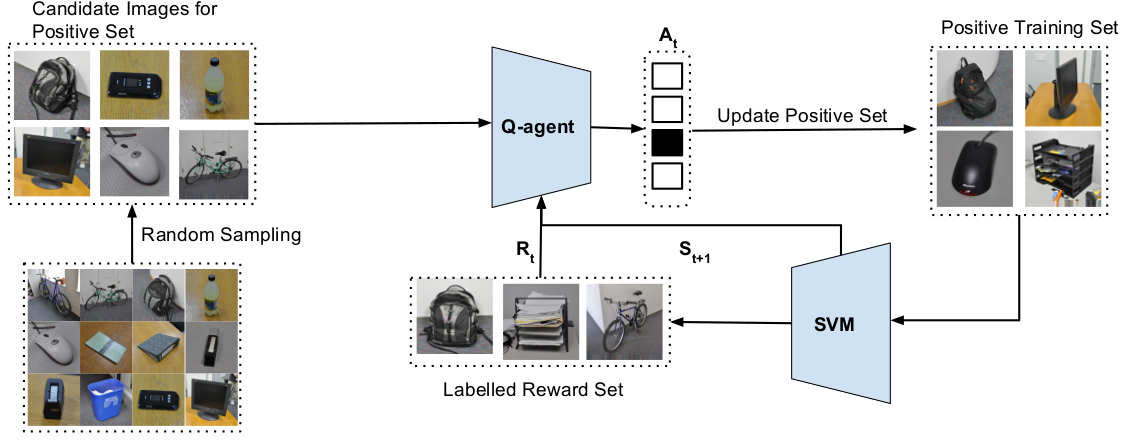 Candidate Images for
Positive Set
Positive Training Set
A_t
Q-agent
Update Positive Set
Random Sampling
R_t
S_{t+1}
SVM
Labelled Reward Set